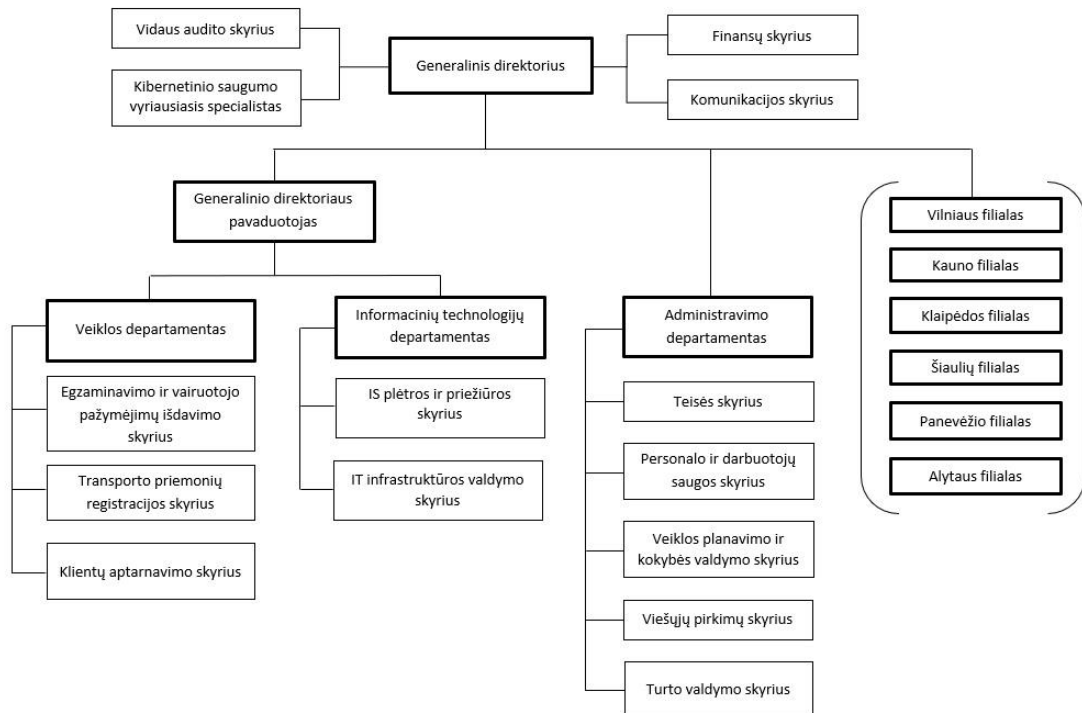 Vidaus audito skyrius
Kibernetinio saugumo
vyriausiasis specialistas
Generalinis direktorius
Finansų skyrius
Komunikacijos skyrius
Generalinio direktoriaus
pavaduotojas
Veiklos departamentas
Egzaminavimo ir vairuotojo
pažymėjimų išdavimo
skyrius
Transporto priemonių
registracijos skyrius
Klientų aptarnavimo skyrius
Informacinių technologijų
departamentas
IS plėtros ir priežiūros
skyrius
IT infrastruktūros valdymo
skyrius
Administravimo
departamentas
Teisės skyrius
Personalo ir darbuotojų
saugos skyrius
Veiklos planavimo ir
kokybės valdymo skyrius
Viešųjų pirkimų skyrius
Turto valdymo skyrius
Vilniaus filialas
Kauno filialas
Klaipėdos filialas
Šiaulių filialas
Panevėžio filialas
Alytaus filialas